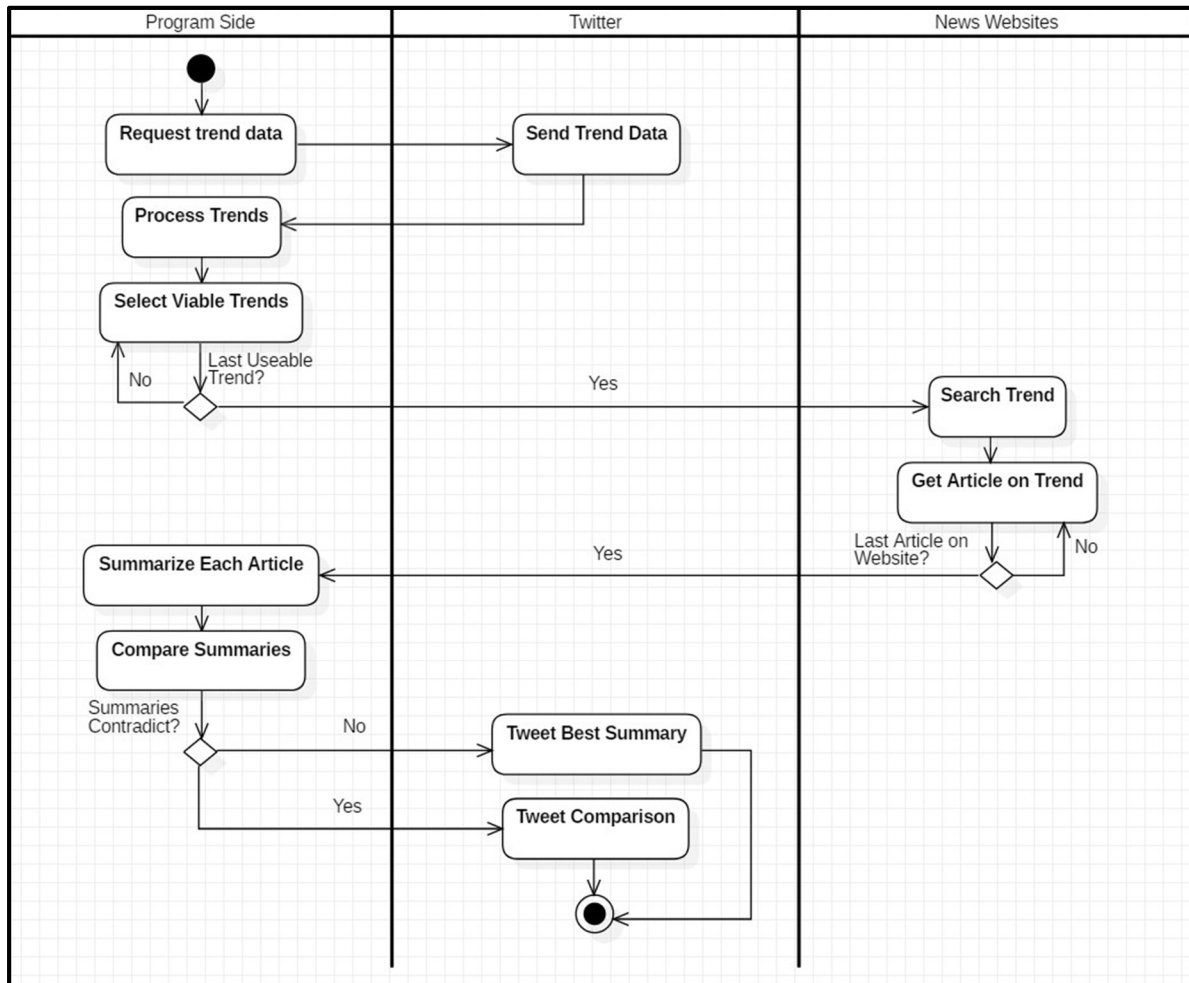 Program Side
Twitter
News Websites
Request trend data
Send Trend Data
Process Trends
Select Viable Trends
Last Useable
Trend?
No
Yes
Search Trend
Get Article on Trend
Last Article on
Website?
No
Yes
Summarize Each Article
Compare Summaries
Summaries
Contradict?
No
Tweet Best Summary
Yes
Tweet Comparison